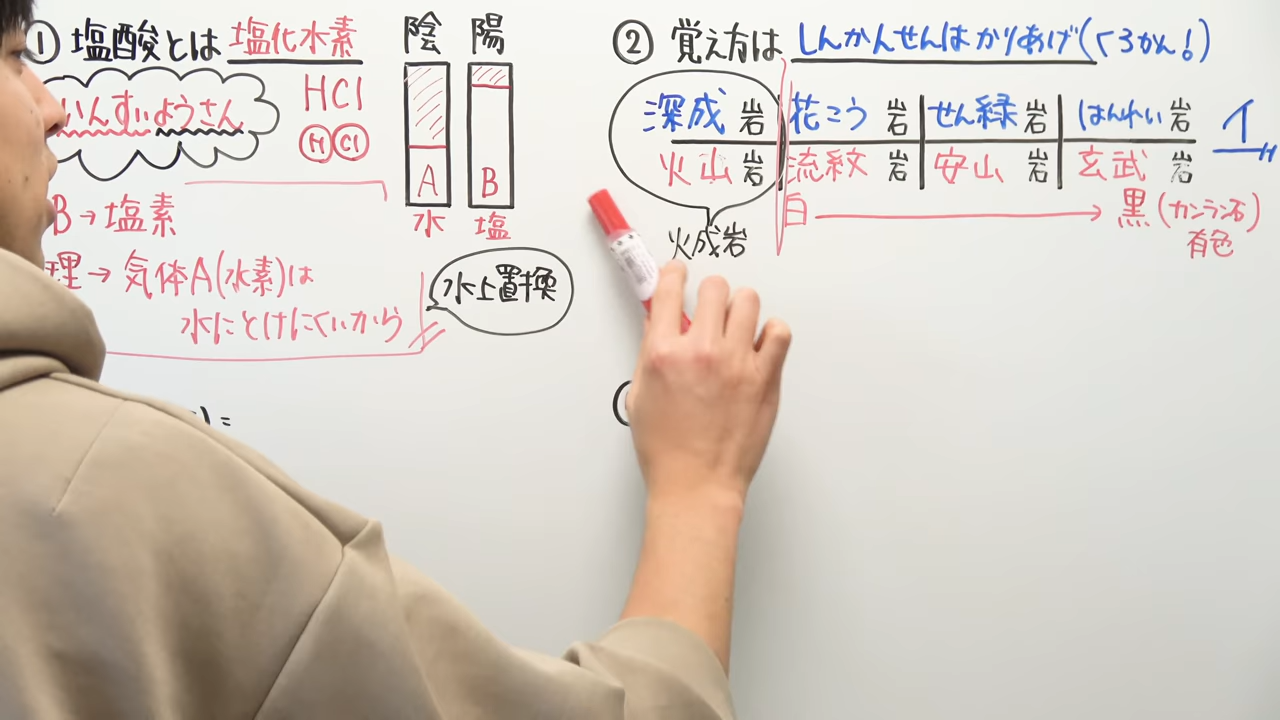 ① 塩酸とは 塩化水素
いんすいようさん
HCl
H Cl
陰 陽
A B
水 塩
B→塩素
理→気体A(水素)は
水にとけにくいから
水上置換
) =
② 覚え方は しんかんせんはかりあげ(くろかん!)
深成岩 花こう岩 せん緑岩 はんれい岩 イ
火山岩 流紋岩 安山岩 玄武岩
白 → 黒 (カンラン石)
有色
火成岩